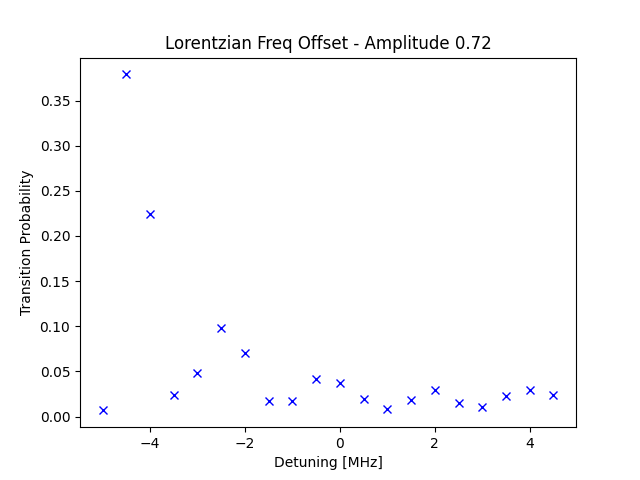 Lorentzian Freq Offset - Amplitude 0.72
0.35
0.30
0.25
0.20
0.15
0.10
0.05
0.00
Transition Probability
−4 −2 0 2 4
Detuning [MHz]